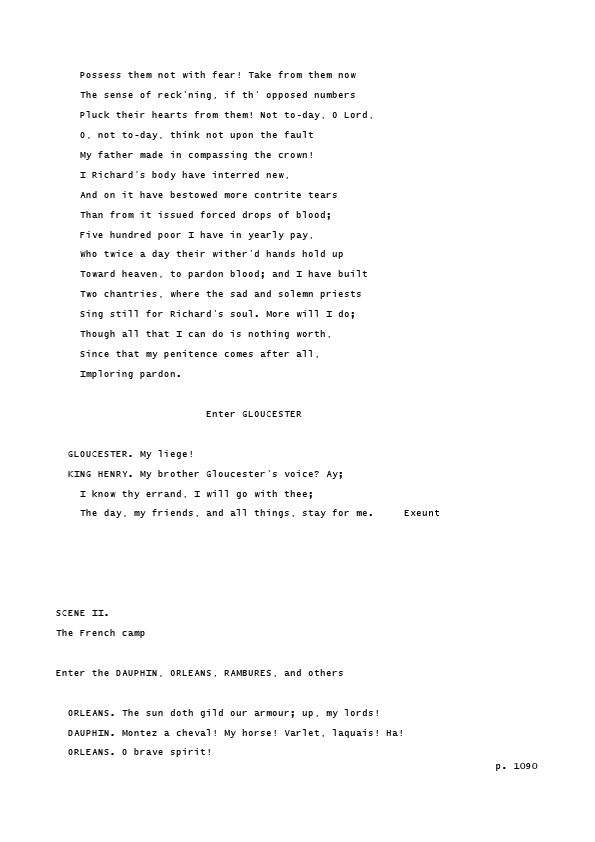 Possess them not with fear! Take from them now
The sense of reck'ning, if th' opposed numbers
Pluck their hearts from them! Not to-day, O Lord,
O, not to-day, think not upon the fault
My father made in compassing the crown!
I Richard's body have interred new,
And on it have bestowed more contrite tears
Than from it issued forced drops of blood;
Five hundred poor I have in yearly pay,
Who twice a day their wither'd hands hold up
Toward heaven, to pardon blood; and I have built
Two chantries, where the sad and solemn priests
Sing still for Richard's soul. More will I do;
Though all that I can do is nothing worth,
Since that my penitence comes after all,
Imploring pardon.
Enter GLOUCESTER
GLOUCESTER. My liege!
KING HENRY. My brother Gloucester's voice? Ay;
I know thy errand, I will go with thee;
The day, my friends, and all things, stay for me. Exeunt
SCENE II.
The French camp
Enter the DAUPHIN, ORLEANS, RAMBURES, and others
ORLEANS. The sun doth gild our armour; up, my lords!
DAUPHIN. Montez a cheval! My horse! Varlet, laquais! Ha!
ORLEANS. O brave spirit!
p. 1090